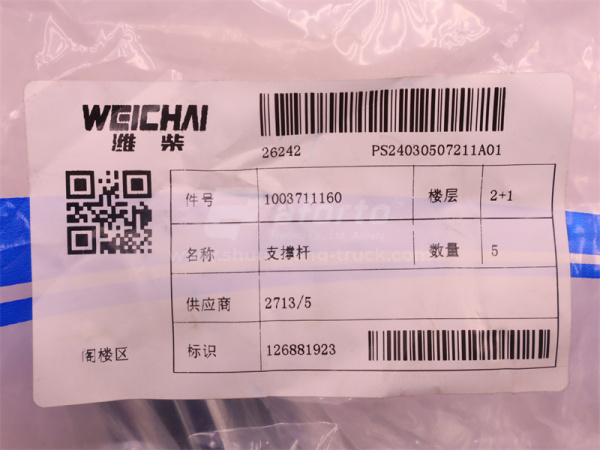 WEICHAI
潍柴
26242 PS24030507211A01
件号 1003711160 楼层 2+1
名称 支撑杆 数量 5
供应商 2713/5
阁楼区 标识 126881923